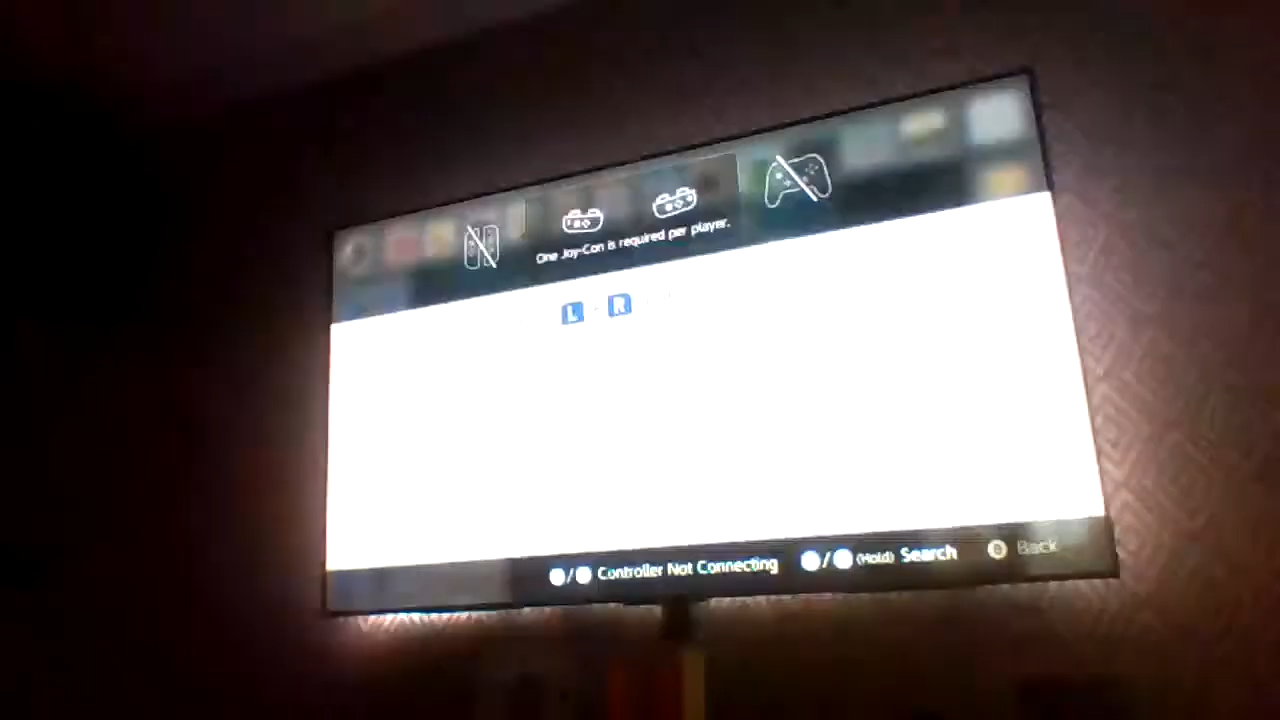 One Joy-Con is required per player.
L R
Controller Not Connecting (Hold) Search Back